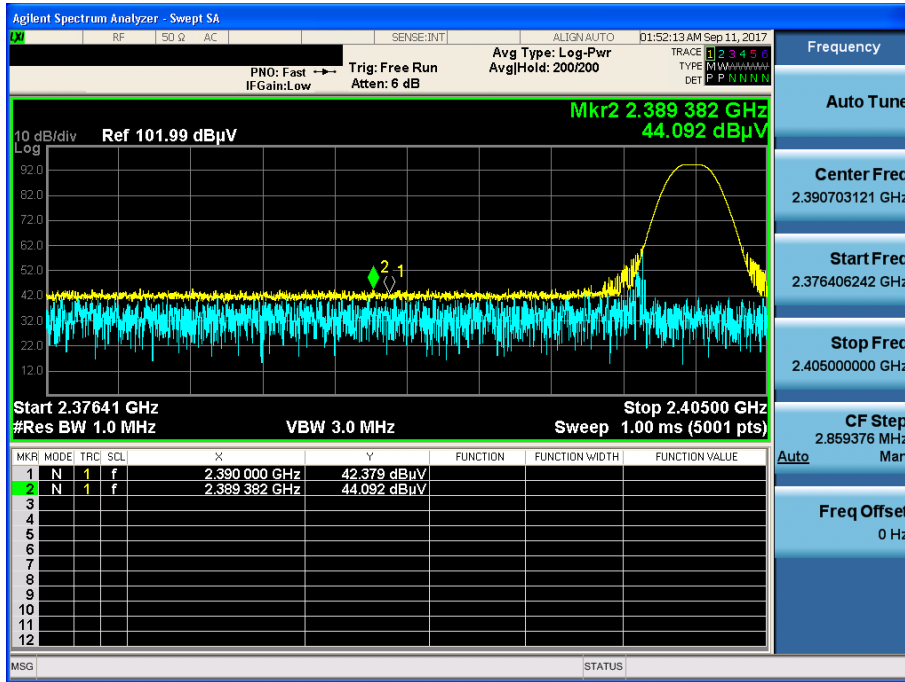 Agilent Spectrum Analyzer - Swept SA
LXI RF 50 Ω AC SENSE:INT ALIGN AUTO 01:52:13 AM Sep 11, 2017
PNO: Fast Trig: Free Run Avg Type: Log-Pwr TRACE 1 2 3 4 5 6
IFGain:Low Atten: 6 dB Avg|Hold: 200/200 TYPE M
DET P P N N N N
Frequency
Auto Tune
Center Freq
2.390703121 GHz
Start Freq
2.376406242 GHz
Stop Freq
2.405000000 GHz
CF Step
2.859376 MHz
Auto Man
Freq Offset
0 Hz
Mkr2 2.389 382 GHz
44.092 dBµV
10 dB/div Ref 101.99 dBµV
Log
92.0
82.0
72.0
62.0
52.0
42.0
32.0
22.0
12.0
2 1
Start 2.37641 GHz Stop 2.40500 GHz
#Res BW 1.0 MHz VBW 3.0 MHz Sweep 1.00 ms (5001 pts)
MKR MODE TRC SCL X Y FUNCTION FUNCTION WIDTH FUNCTION VALUE
1 N 1 f 2.390 000 GHz 42.379 dBµV
2 N 1 f 2.389 382 GHz 44.092 dBµV
3
4
5
6
7
8
9
10
11
12
MSG STATUS